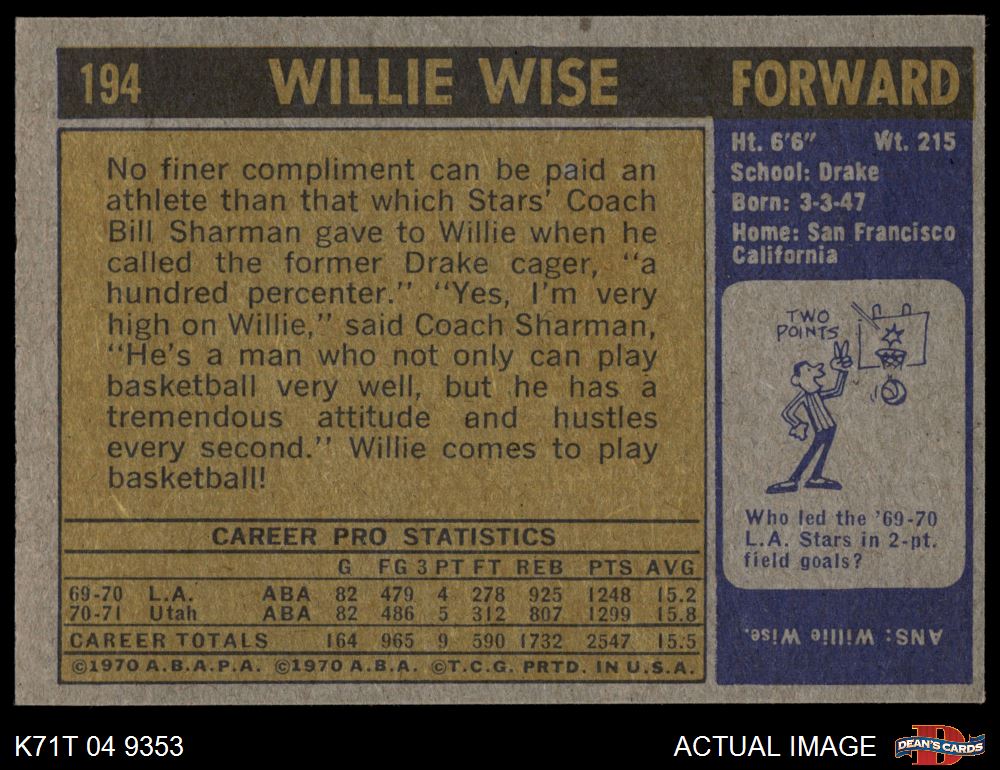 194 WILLIE WISE FORWARD
No finer compliment can be paid an
athlete than that which Stars' Coach
Bill Sharman gave to Willie when he
called the former Drake cager, "a
hundred percenter." "Yes, I'm very
high on Willie," said Coach Sharman,
"He's a man who not only can play
basketball very well, but he has a
tremendous attitude and hustles
every second." Willie comes to play
basketball!
CAREER PRO STATISTICS
G FG 3 PT FT REB PTS AVG
69-70 L.A. ABA 82 479 4 278 925 1248 15.2
70-71 Utah ABA 82 486 5 312 807 1299 15.8
CAREER TOTALS 164 965 9 590 1732 2547 15.5
©1970 A.B.A.P.A. ©1970 A.B.A. ©T.C.G. PRTD. IN U.S.A.
Ht. 6'6" Wt. 215
School: Drake
Born: 3-3-47
Home: San Francisco
California
TWO
POINTS
Who led the '69-70
L.A. Stars in 2-pt.
field goals?
ANS: Willie Wise.
K71T 04 9353
ACTUAL IMAGE
D
DEAN'S CARDS